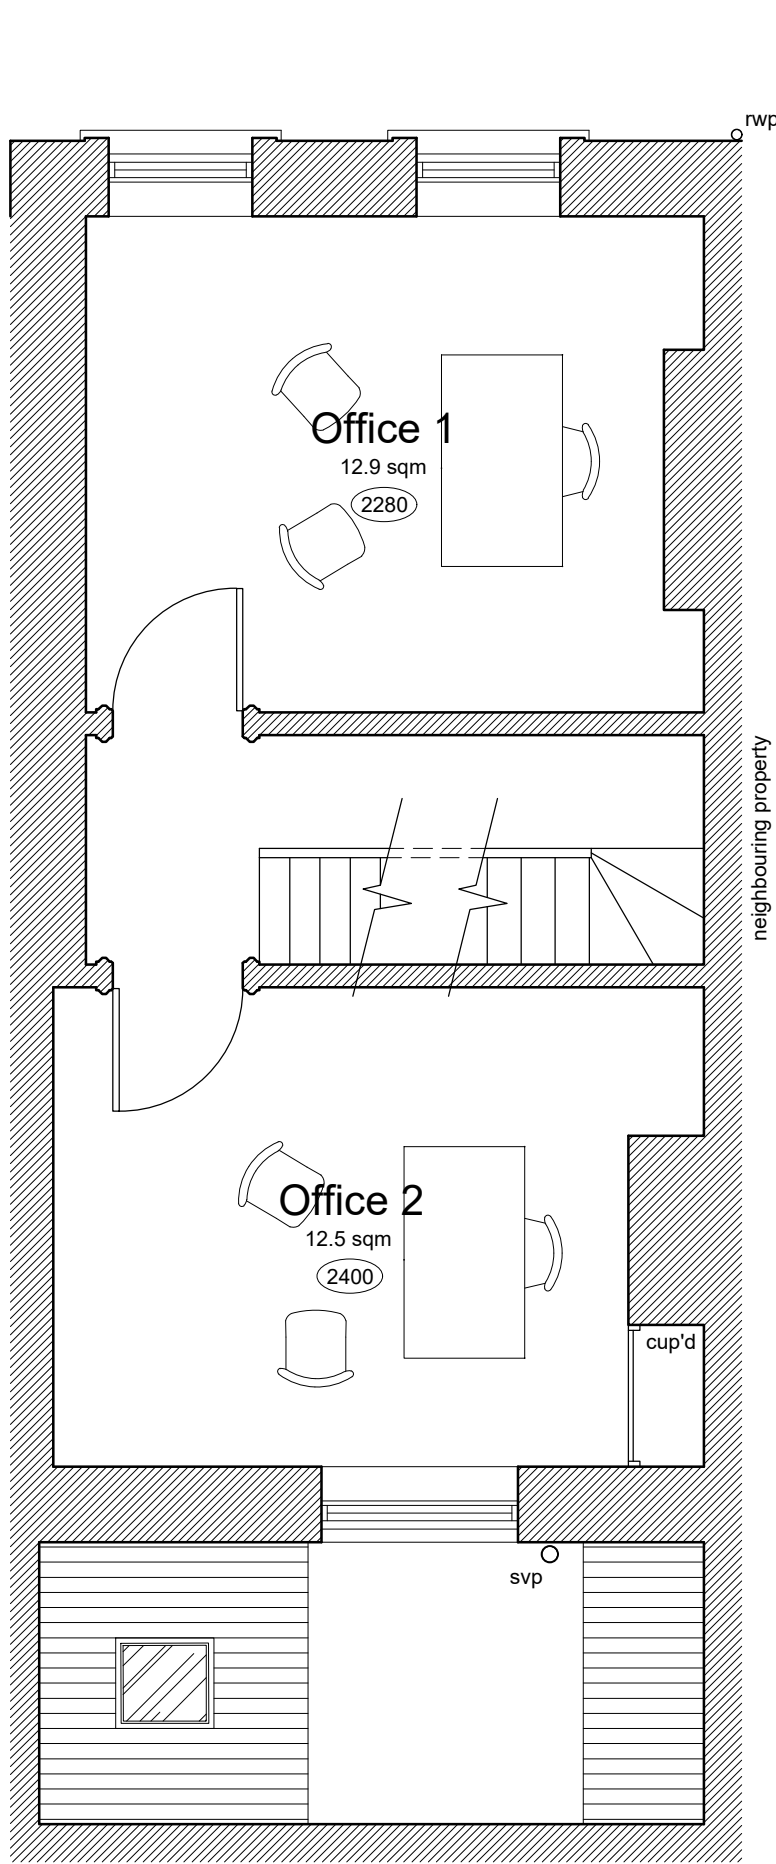 rwp
Office 1
12.9 sqm
2280
neighbouring property
Office 2
12.5 sqm
2400
cup'd
svp